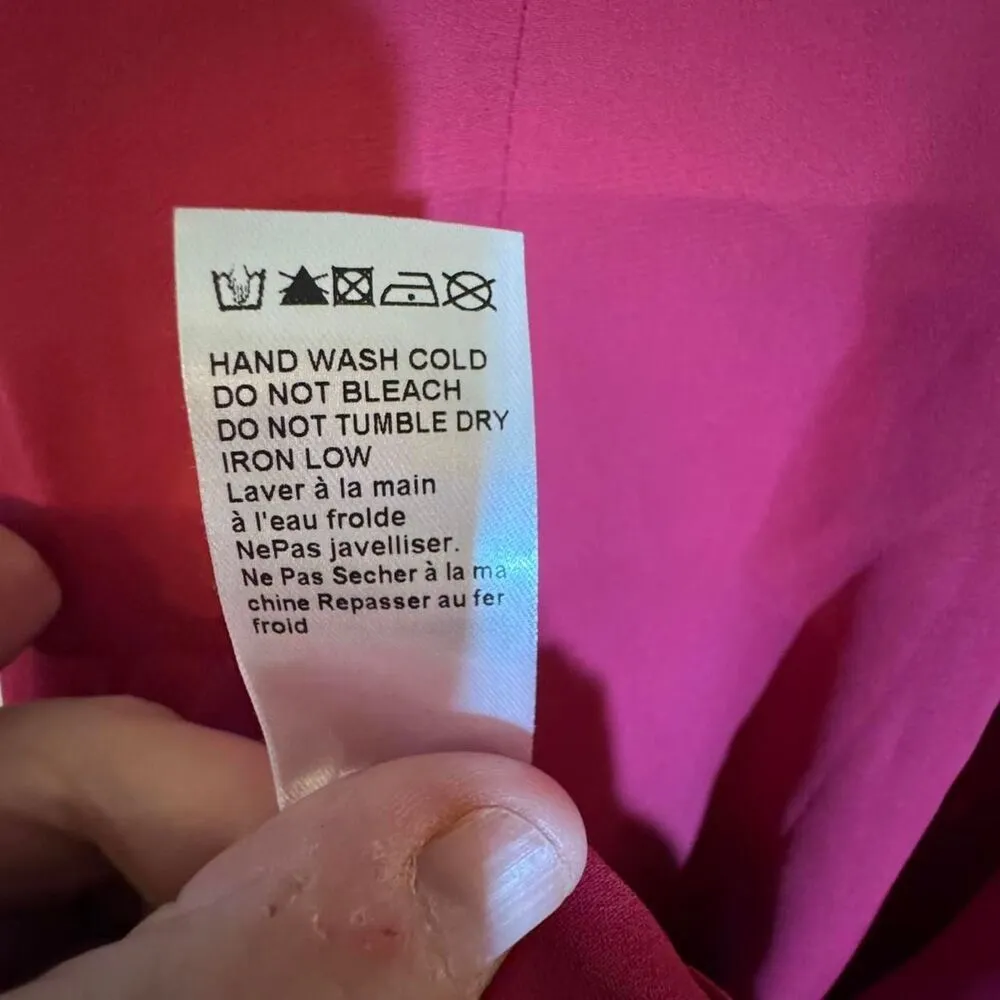 HAND WASH COLD
DO NOT BLEACH
DO NOT TUMBLE DRY
IRON LOW
Laver à la main
à l'eau frolde
NePas javelliser.
Ne Pas Secher à la ma
chine Repasser au fer
froid